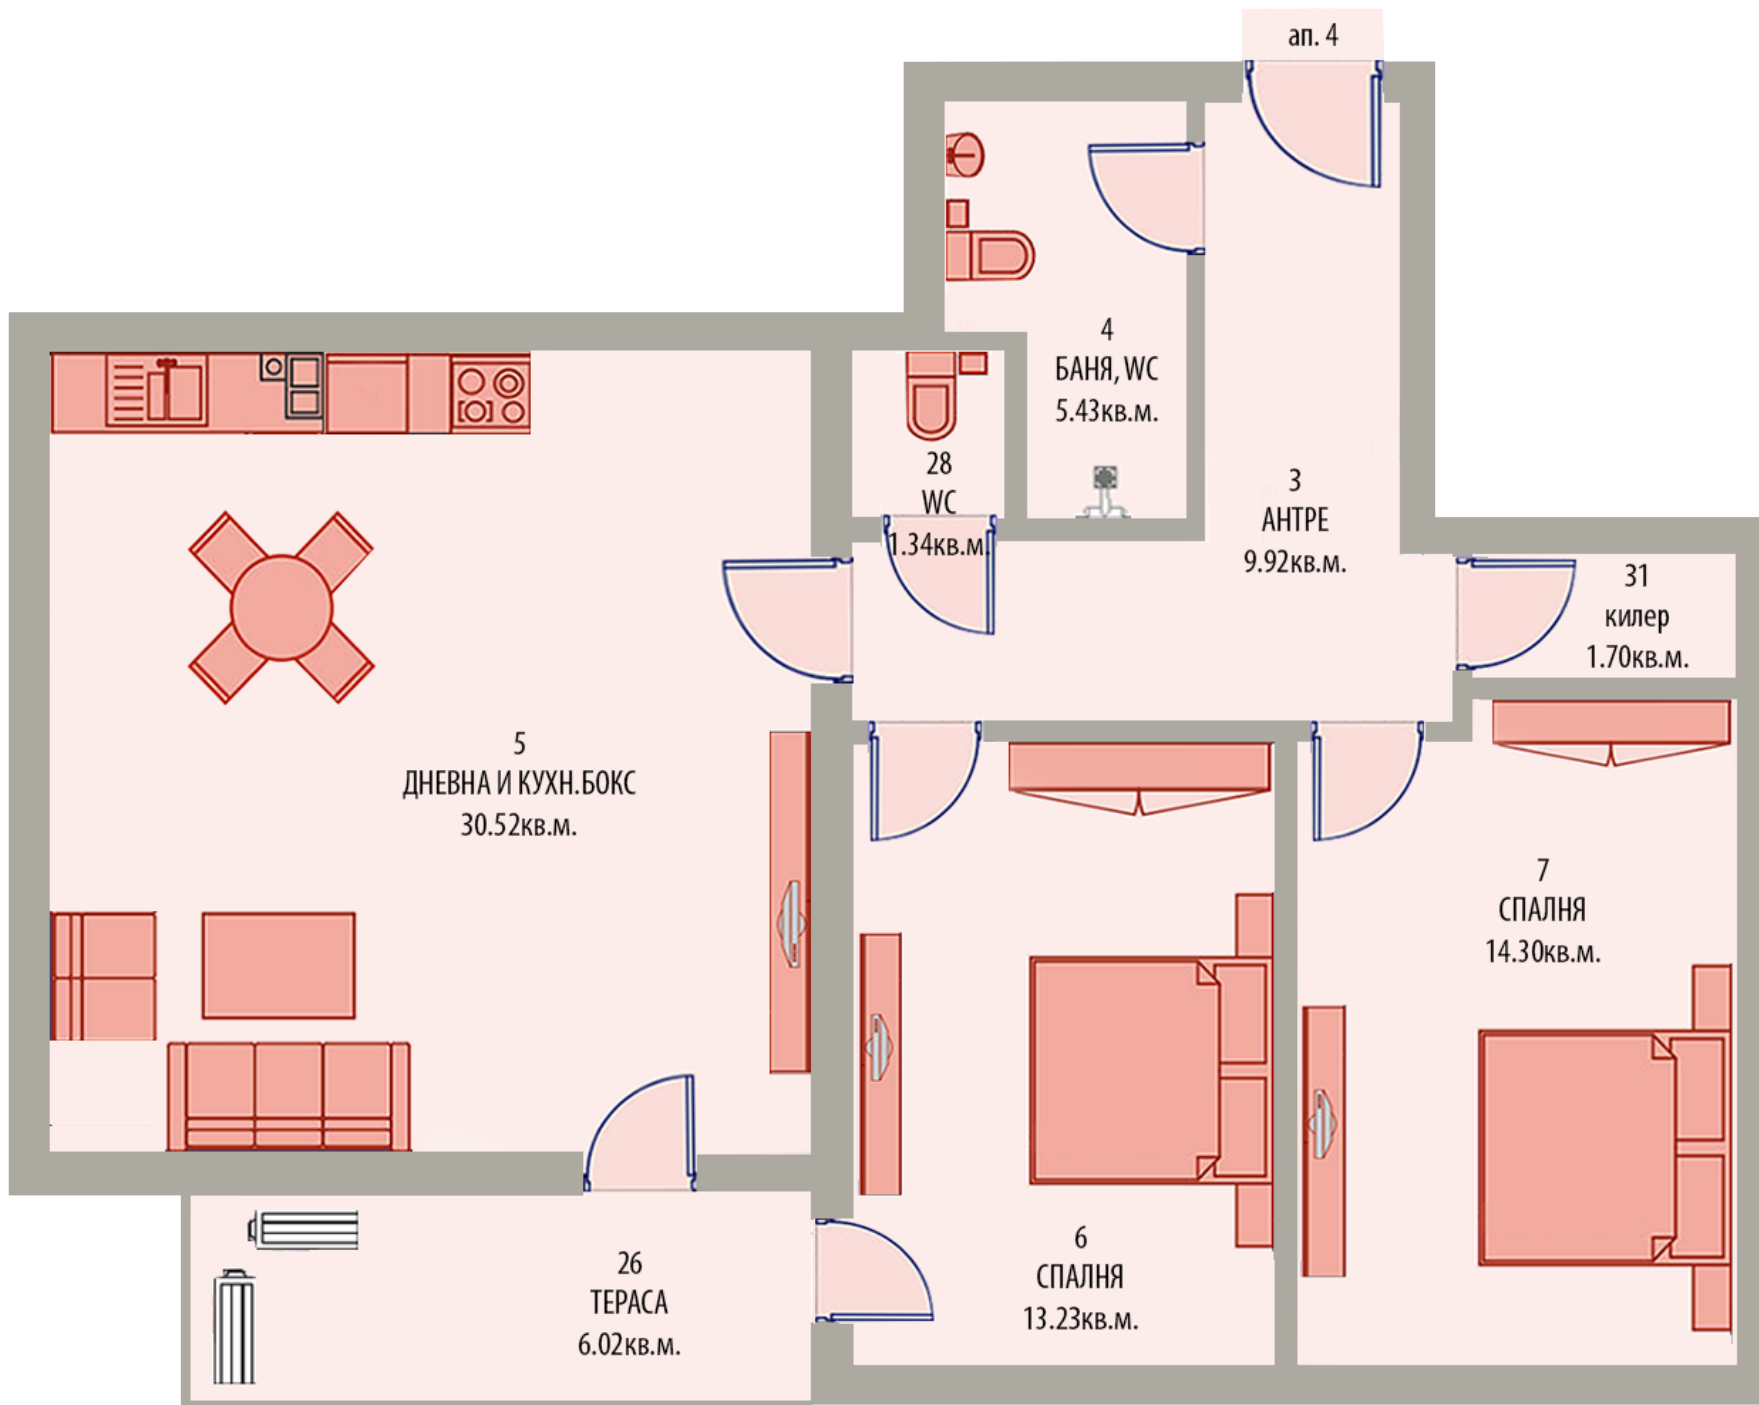 ап. 4
4
БАНЯ, WC
5.43кв.м.
28
WC
1.34кв.м.
3
АНТРЕ
9.92кв.м.
31
килер
1.70кв.м.
5
ДНЕВНА И КУХН.БОКС
30.52кв.м.
7
СПАЛНЯ
14.30кв.м.
6
СПАЛНЯ
13.23кв.м.
26
ТЕРАСА
6.02кв.м.